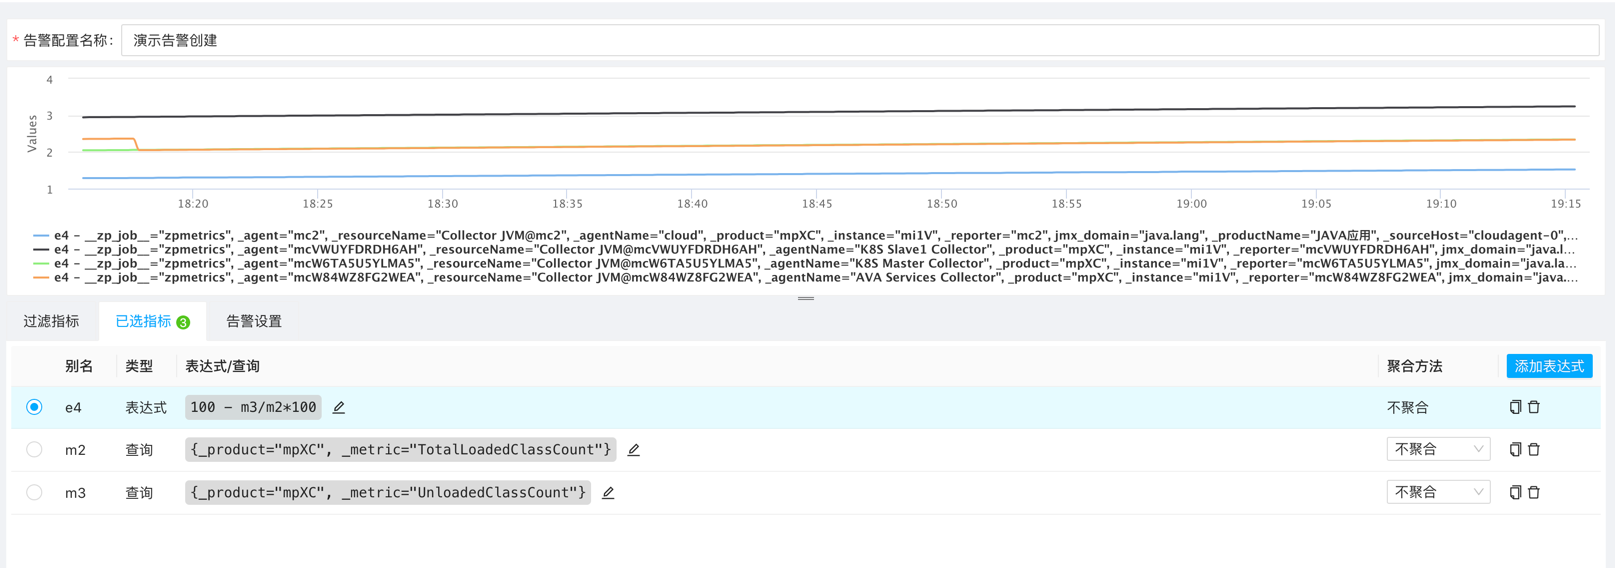 * 告警配置名称: 演示告警创建
4
3
2
1
Values
18:20 18:25 18:30 18:35 18:40 18:45 18:50 18:55 19:00 19:05 19:10 19:15
e4 - __zp_job__="zpmetrics", _agent="mc2", _resourceName="Collector JVM@mc2", _agentName="cloud", _product="mpXC", _instance="mi1V", _reporter="mc2", jmx_domain="java.lang", _productName="JAVA应用", _sourceHost="cloudagent-0",...
e4 - __zp_job__="zpmetrics", _agent="mcVWUYFDRDH6AH", _resourceName="Collector JVM@mcVWUYFDRDH6AH", _agentName="K8S Slave1 Collector", _product="mpXC", _instance="mi1V", _reporter="mcVWUYFDRDH6AH", jmx_domain="java.l...
e4 - __zp_job__="zpmetrics", _agent="mcW6TA5U5YLMA5", _resourceName="Collector JVM@mcW6TA5U5YLMA5", _agentName="K8S Master Collector", _product="mpXC", _instance="mi1V", _reporter="mcW6TA5U5YLMA5", jmx_domain="java.la...
e4 - __zp_job__="zpmetrics", _agent="mcW84WZ8FG2WEA", _resourceName="Collector JVM@mcW84WZ8FG2WEA", _agentName="AVA Services Collector", _product="mpXC", _instance="mi1V", _reporter="mcW84WZ8FG2WEA", jmx_domain="java....
过滤指标 已选指标 3 告警设置
别名 类型 表达式/查询 聚合方法 添加表达式
e4 表达式 100 - m3/m2*100 不聚合
m2 查询 {_product="mpXC", _metric="TotalLoadedClassCount"} 不聚合
m3 查询 {_product="mpXC", _metric="UnloadedClassCount"} 不聚合